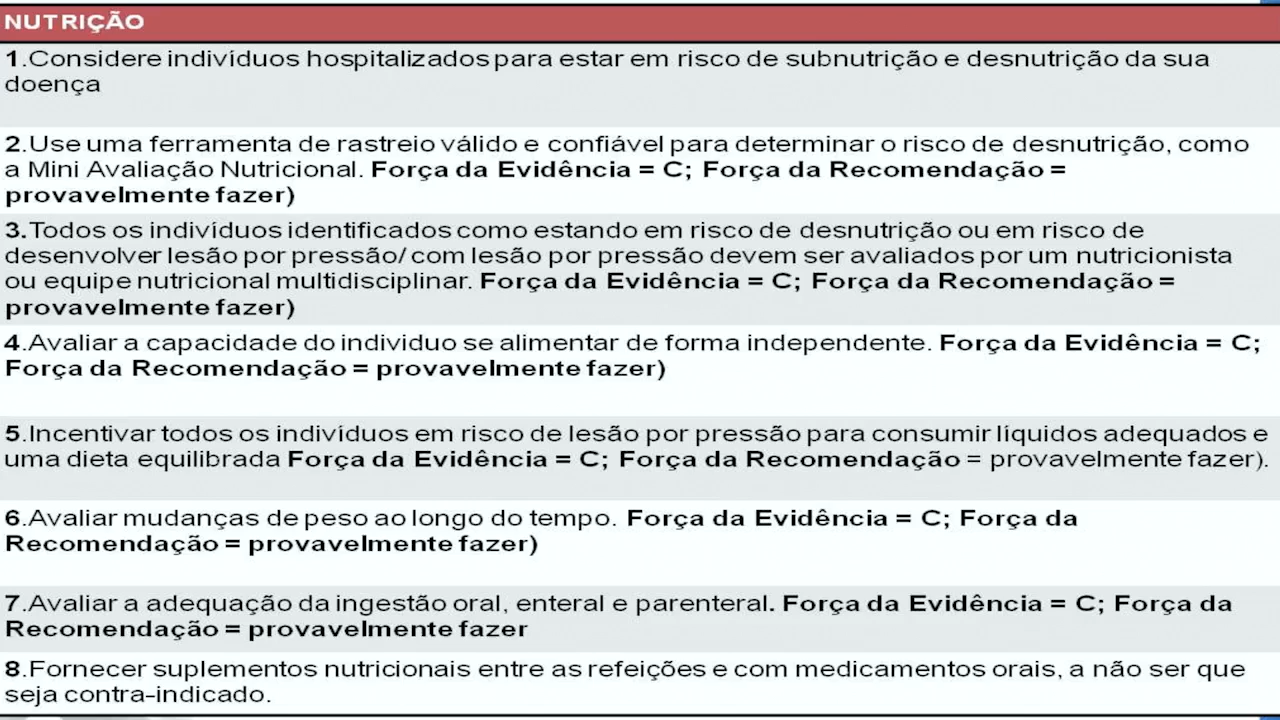 NUTRIÇÃO
1.Considere indivíduos hospitalizados para estar em risco de subnutrição e desnutrição da sua
doença
2.Use uma ferramenta de rastreio válido e confiável para determinar o risco de desnutrição, como
a Mini Avaliação Nutricional. Força da Evidência = C; Força da Recomendação =
provavelmente fazer)
3.Todos os indivíduos identificados como estando em risco de desnutrição ou em risco de
desenvolver lesão por pressão/ com lesão por pressão devem ser avaliados por um nutricionista
ou equipe nutricional multidisciplinar. Força da Evidência = C; Força da Recomendação =
provavelmente fazer)
4.Avaliar a capacidade do individuo se alimentar de forma independente. Força da Evidência = C;
Força da Recomendação = provavelmente fazer)
5.Incentivar todos os indivíduos em risco de lesão por pressão para consumir líquidos adequados e
uma dieta equilibrada Força da Evidência = C; Força da Recomendação = provavelmente fazer).
6.Avaliar mudanças de peso ao longo do tempo. Força da Evidência = C; Força da
Recomendação = provavelmente fazer)
7.Avaliar a adequação da ingestão oral, enteral e parenteral. Força da Evidência = C; Força da
Recomendação = provavelmente fazer
8.Fornecer suplementos nutricionais entre as refeições e com medicamentos orais, a não ser que
seja contra-indicado.